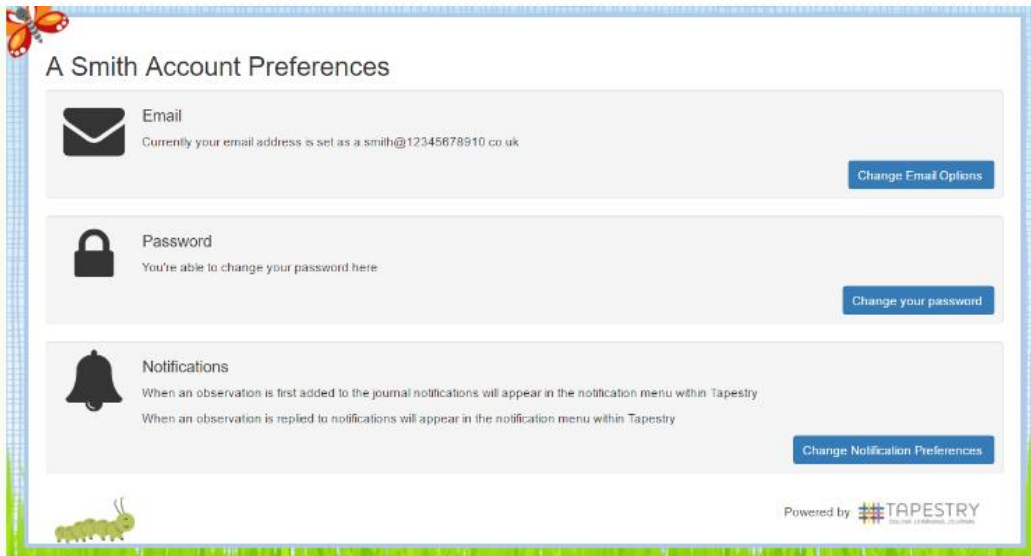 A Smith Account Preferences
Email
Currently your email address is set as a.smith@12345678910.co.uk
Change Email Options
Password
You're able to change your password here
Change your password
Notifications
When an observation is first added to the journal notifications will appear in the notification menu within Tapestry
When an observation is replied to notifications will appear in the notification menu within Tapestry
Change Notification Preferences
Powered by TAPESTRY